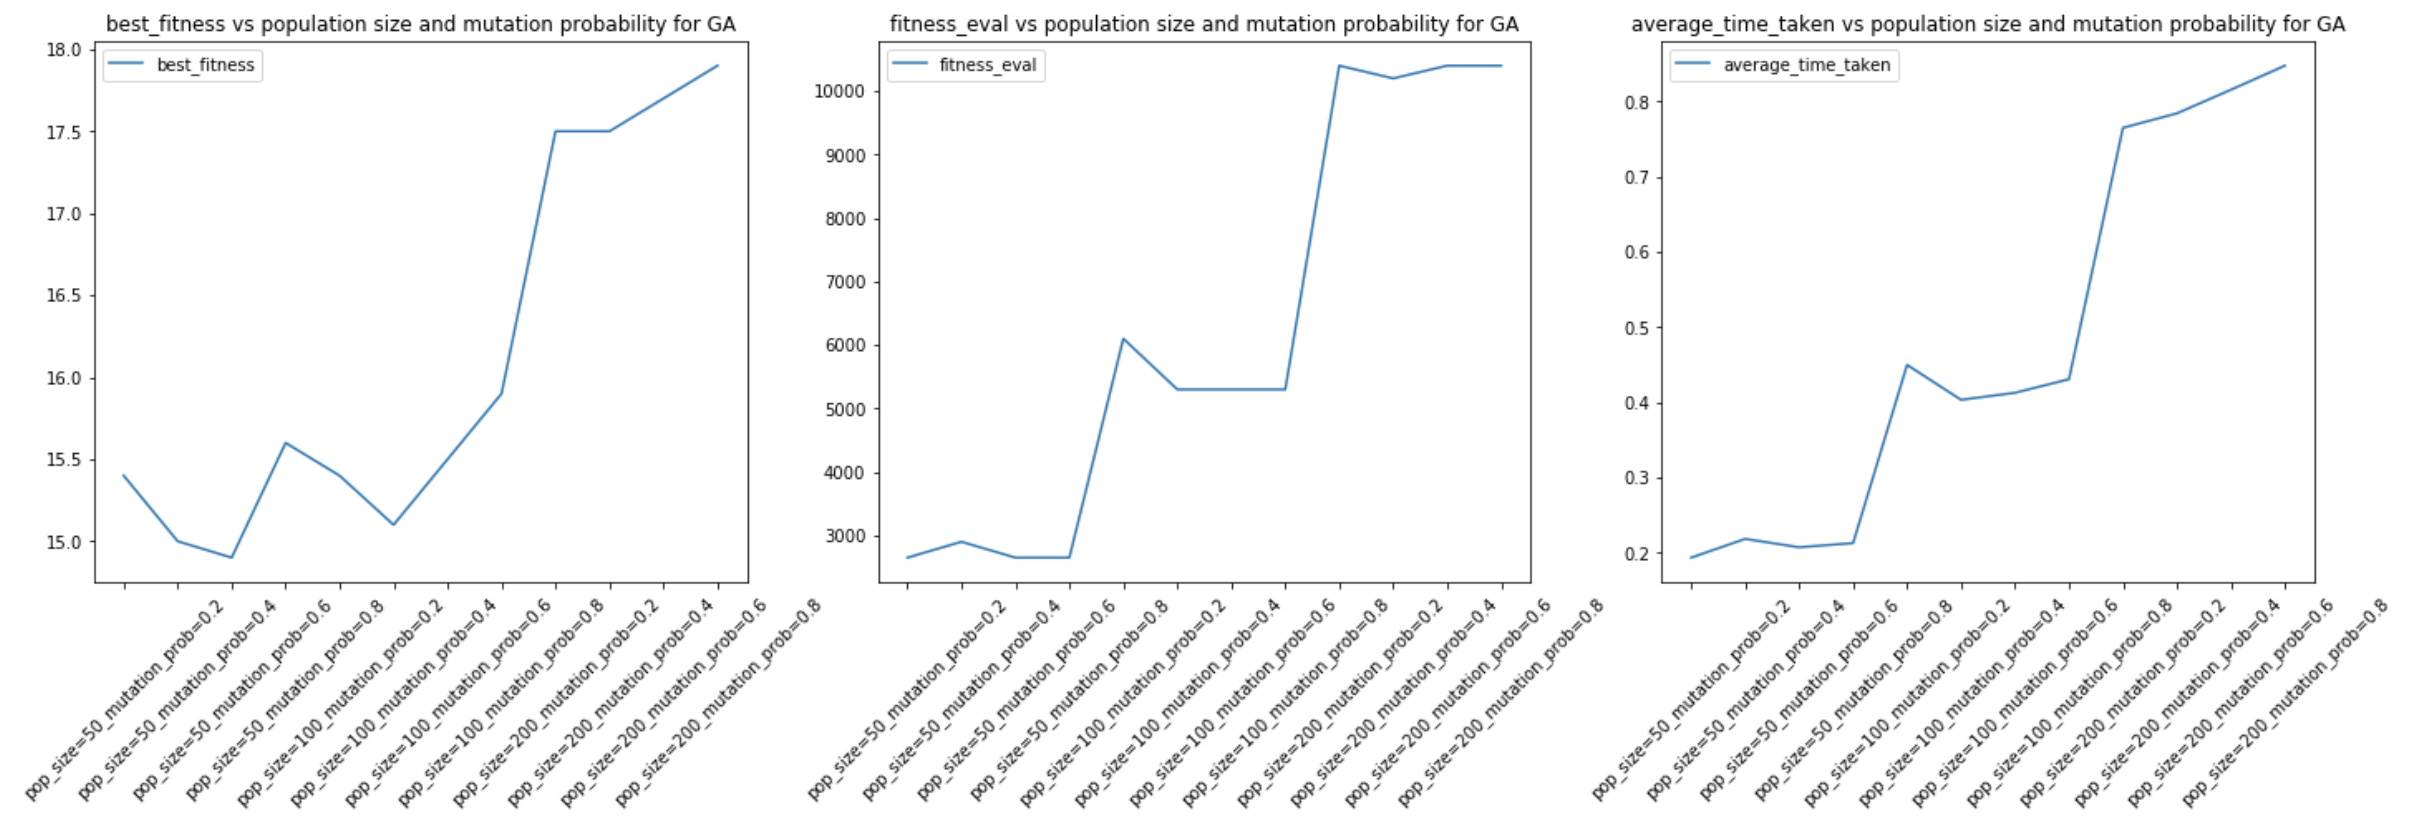 best_fitness vs population size and mutation probability for GA
best_fitness
18.0
17.5
17.0
16.5
16.0
15.5
15.0
pop_size=50_mutation_prob=0.2
pop_size=50_mutation_prob=0.4
pop_size=50_mutation_prob=0.6
pop_size=50_mutation_prob=0.8
pop_size=100_mutation_prob=0.2
pop_size=100_mutation_prob=0.4
pop_size=100_mutation_prob=0.6
pop_size=100_mutation_prob=0.8
pop_size=200_mutation_prob=0.2
pop_size=200_mutation_prob=0.4
pop_size=200_mutation_prob=0.6
pop_size=200_mutation_prob=0.8
fitness_eval vs population size and mutation probability for GA
fitness_eval
10000
9000
8000
7000
6000
5000
4000
3000
pop_size=50_mutation_prob=0.2
pop_size=50_mutation_prob=0.4
pop_size=50_mutation_prob=0.6
pop_size=50_mutation_prob=0.8
pop_size=100_mutation_prob=0.2
pop_size=100_mutation_prob=0.4
pop_size=100_mutation_prob=0.6
pop_size=100_mutation_prob=0.8
pop_size=200_mutation_prob=0.2
pop_size=200_mutation_prob=0.4
pop_size=200_mutation_prob=0.6
pop_size=200_mutation_prob=0.8
average_time_taken vs population size and mutation probability for GA
average_time_taken
0.8
0.7
0.6
0.5
0.4
0.3
0.2
pop_size=50_mutation_prob=0.2
pop_size=50_mutation_prob=0.4
pop_size=50_mutation_prob=0.6
pop_size=50_mutation_prob=0.8
pop_size=100_mutation_prob=0.2
pop_size=100_mutation_prob=0.4
pop_size=100_mutation_prob=0.6
pop_size=100_mutation_prob=0.8
pop_size=200_mutation_prob=0.2
pop_size=200_mutation_prob=0.4
pop_size=200_mutation_prob=0.6
pop_size=200_mutation_prob=0.8